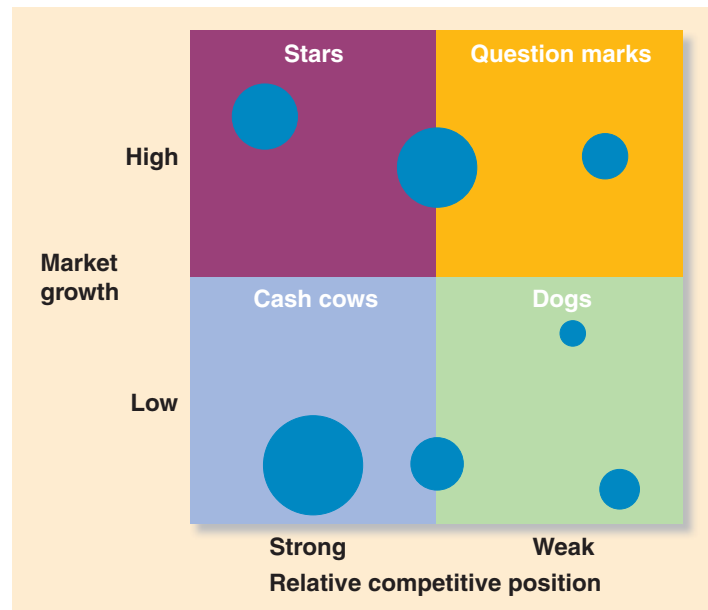 Stars
Question marks
High
Market
growth
Cash cows
Dogs
Low
Strong
Weak
Relative competitive position